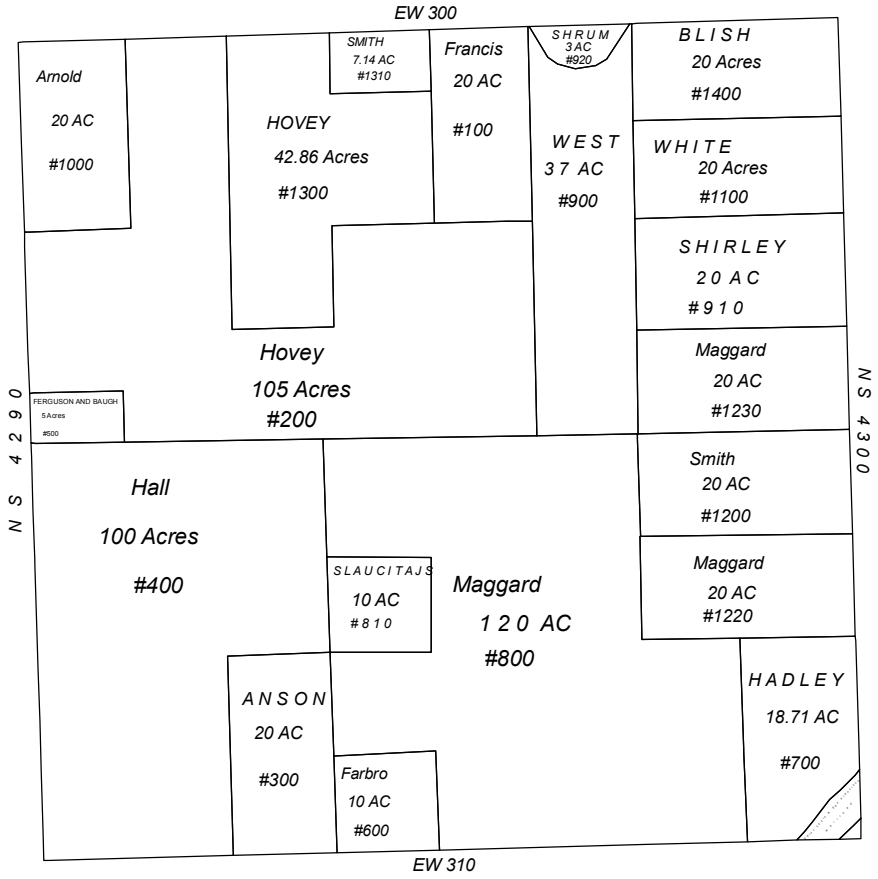 EW 300
Arnold
20 AC
#1000
SMITH
7.14 AC
#1310
HOVEY
42.86 Acres
#1300
Francis
20 AC
#100
SHRUM
3 AC
#920
WEST
37 AC
#900
BLISH
20 Acres
#1400
WHITE
20 Acres
#1100
SHIRLEY
20 AC
#910
Maggard
20 AC
#1230
Hovey
105 Acres
#200
FERGUSON AND BAUGH
5 Acres
#500
NS 4290
NS 4300
Hall
100 Acres
#400
SLAUCITAJS
10 AC
#810
Maggard
120 AC
#800
Smith
20 AC
#1200
Maggard
20 AC
#1220
ANSON
20 AC
#300
Farbro
10 AC
#600
HADLEY
18.71 AC
#700
EW 310